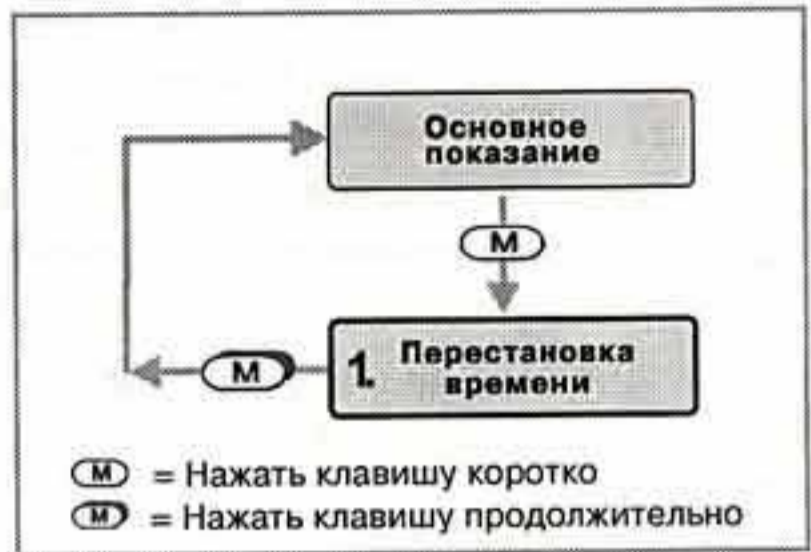 Основное
показание
M
M
1. Перестановка
времени
M = Нажать клавишу коротко
M = Нажать клавишу продолжительно